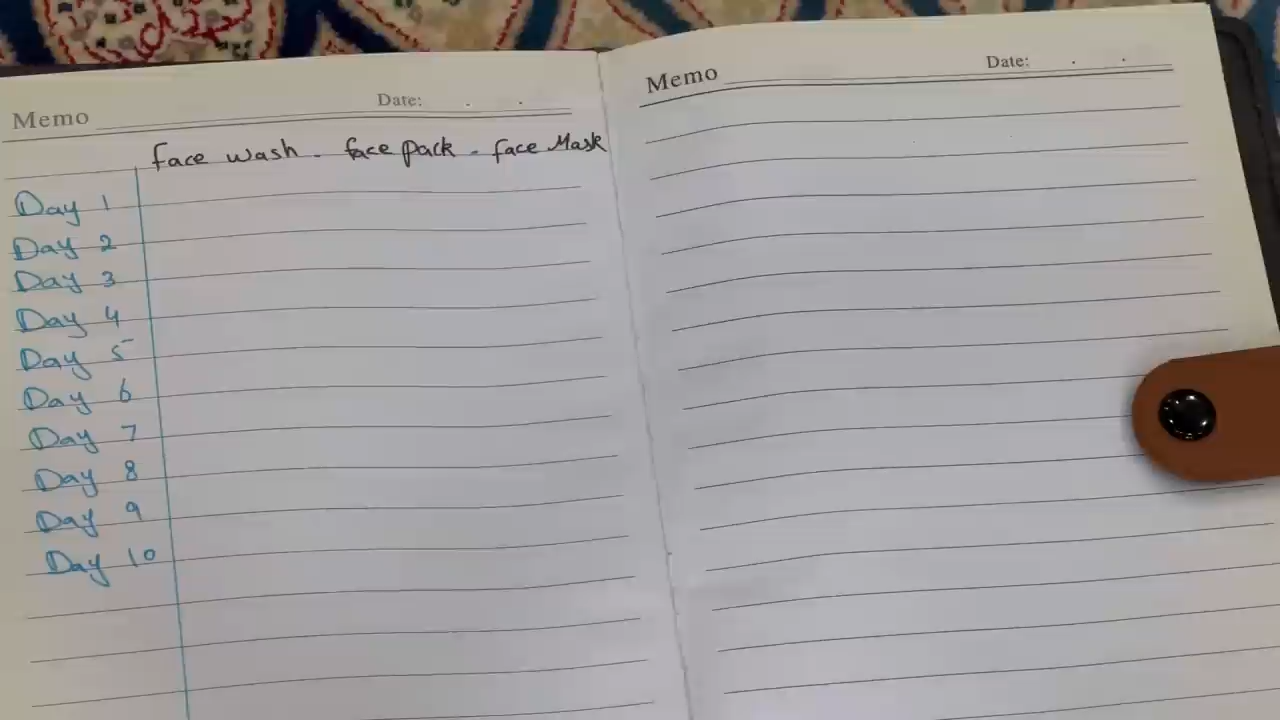 Memo Date: . .
face wash - face pack - face Mask
Day 1
Day 2
Day 3
Day 4
Day 5
Day 6
Day 7
Day 8
Day 9
Day 10
Memo Date: . .